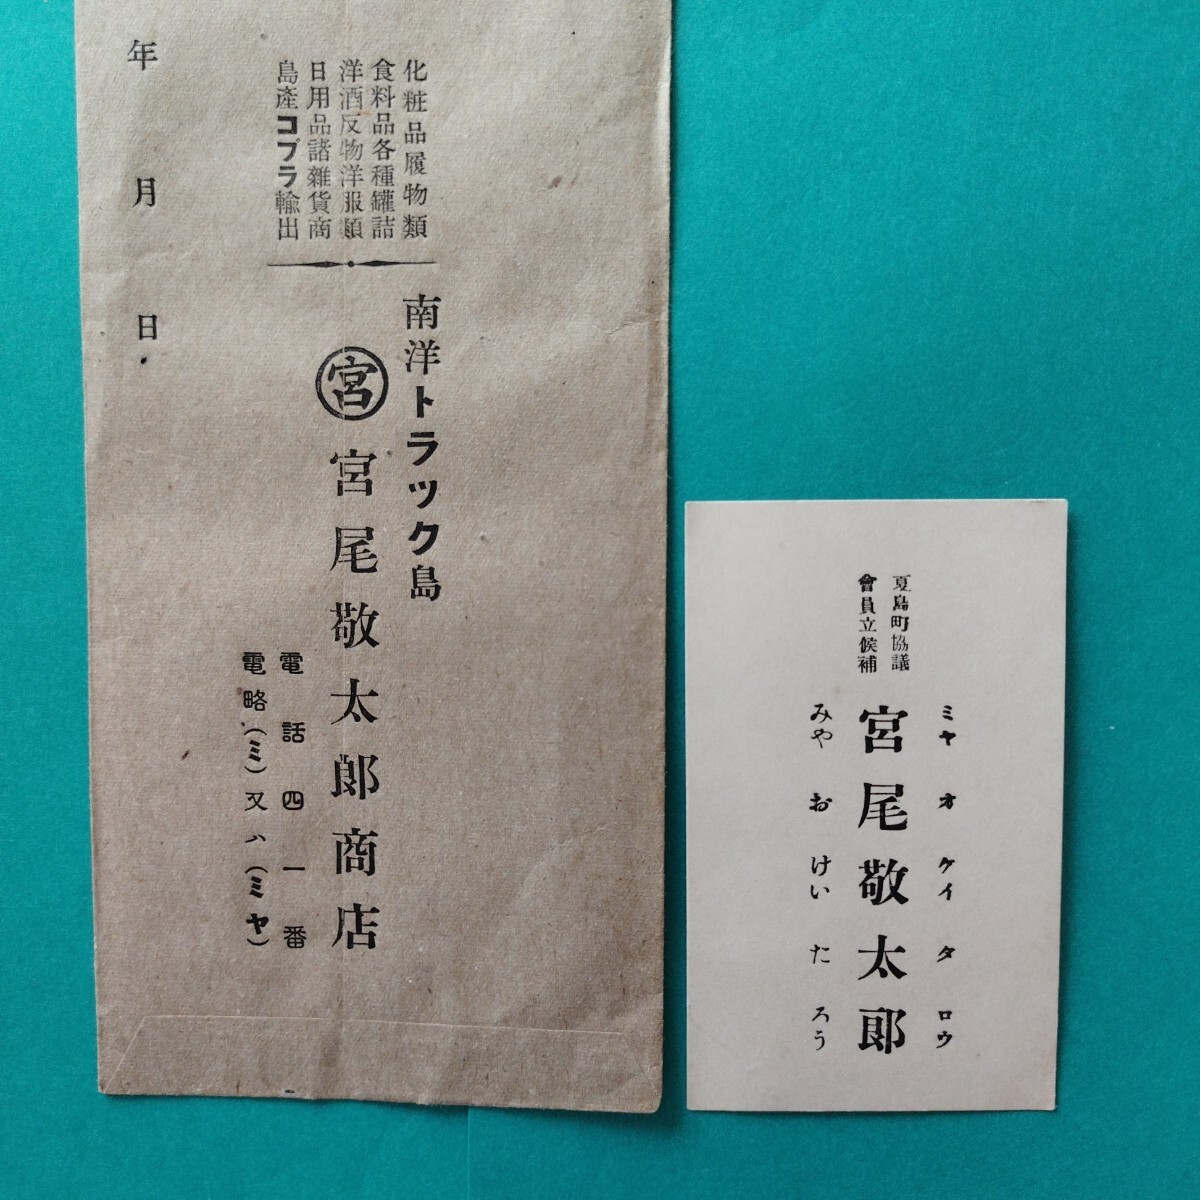 化粧品履物類
食料品各種罐詰
洋酒反物洋服類
日用品諸雜貨商
島產コプラ輸出
南洋トラック島
宮
宮尾敬太郎商店
電話四一番
電略（ミ）又ハ（ミヤ）
年月日
ミヤオケイタロウ
夏島町協議
會員立候補
宮尾敬太郎
みやおけいたろう